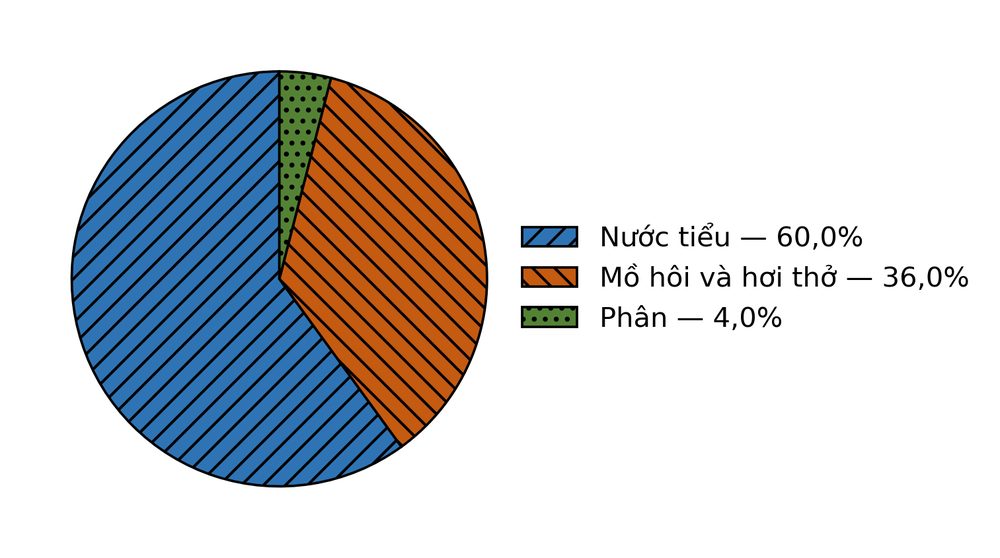 Nước tiểu — 60,0%
Mồ hôi và hơi thở — 36,0%
Phân — 4,0%